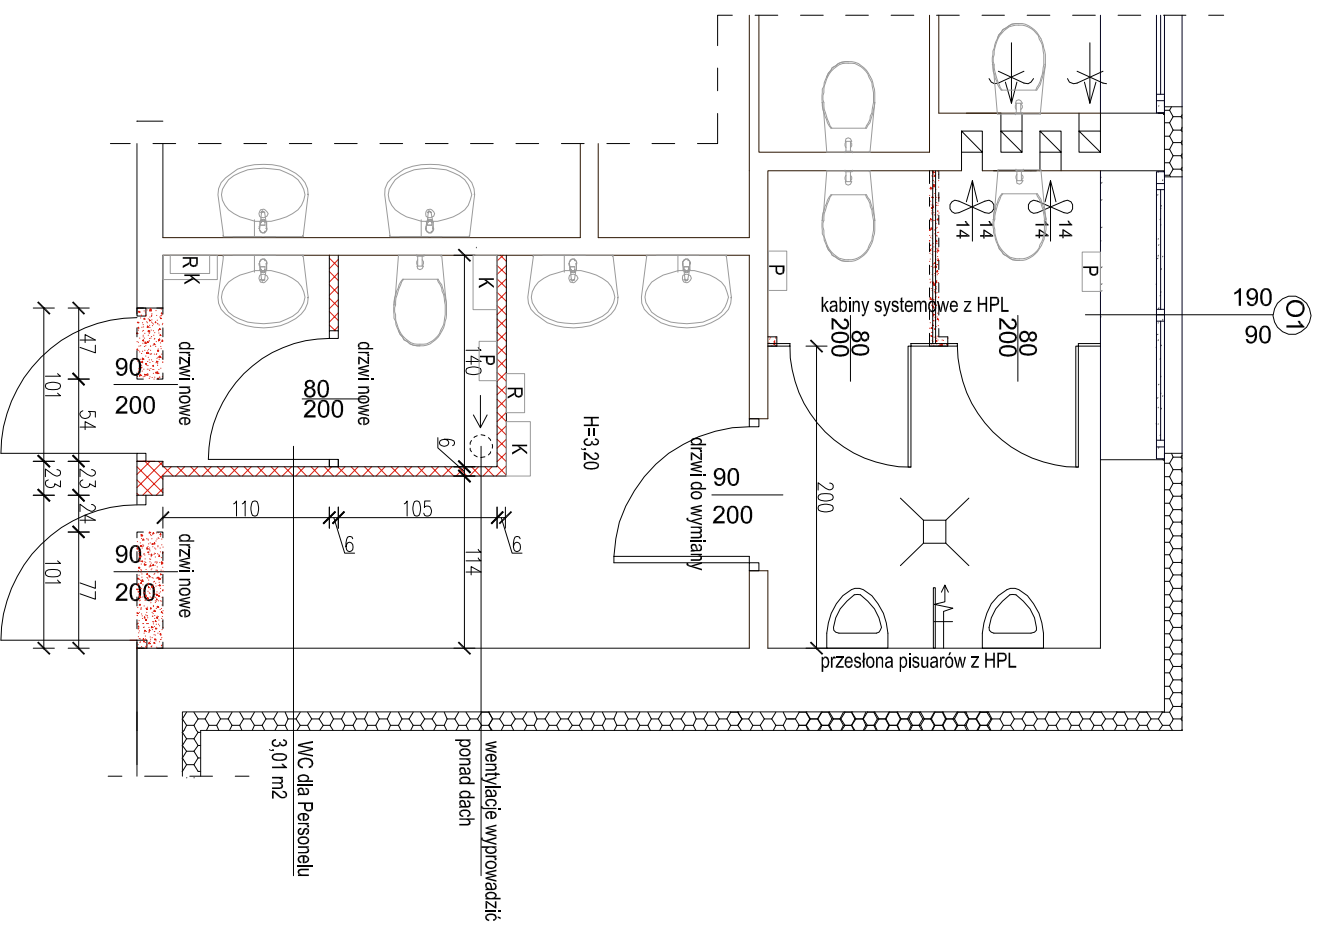 14
14
14
14
R K
K
P
P
190
90
O1
kabiny systemowe z HPL
80
200
80
200
47
101
90
200
drzwi nowe
80
200
drzwi nowe
140
P
R
K
54
6
H=3,20
drzwi do wymiany
90
200
200
23
23
24
110
105
6
6
114
101
77
90
200
drzwi nowe
przesłona pisuarów z HPL
WC dla Personelu
3,01 m2
wentylacje wyprowadzić
ponad dach